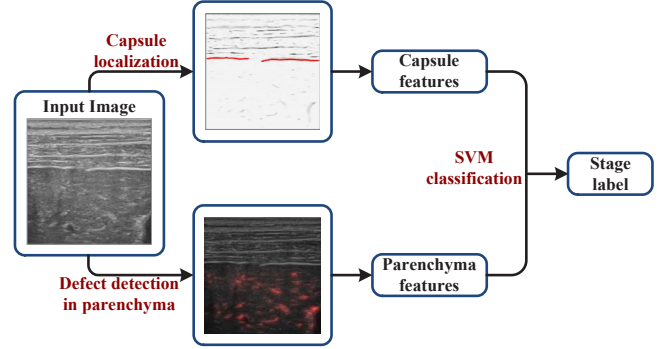 Capsule
localization
Input Image
Capsule
features
SVM
classification
Stage
label
Defect detection
in parenchyma
Parenchyma
features